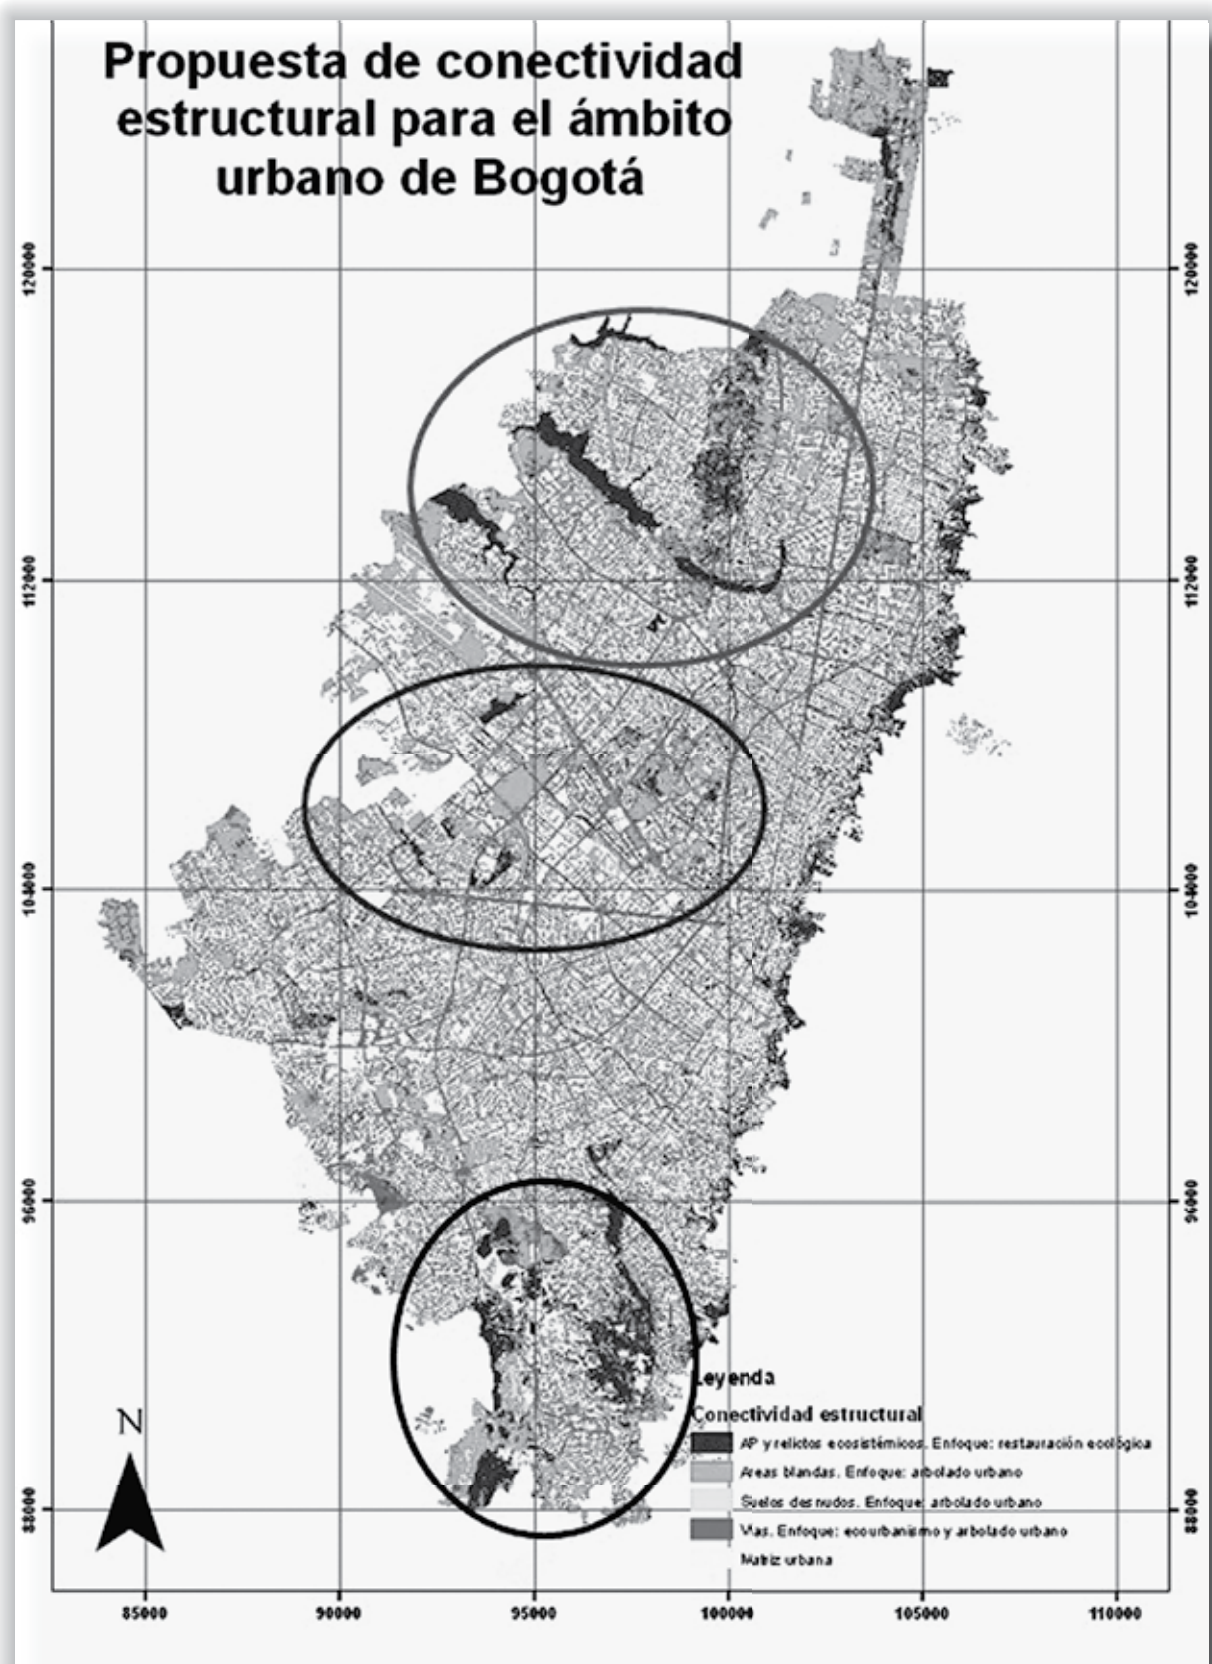 Propuesta de conectividad
estructural para el ámbito
urbano de Bogotá
120000
120000
112000
112000
104000
104000
96000
96000
88000
88000
N
Leyenda
Conectividad estructural
AP y relictos ecosistémicos. Enfoque: restauración ecológica
Areas blandas. Enfoque: arbolado urbano
Suelos desnudos. Enfoque: arbolado urbano
Vías. Enfoque: ecourbanismo y arbolado urbano
Matriz urbana
85000
90000
95000
100000
105000
110000